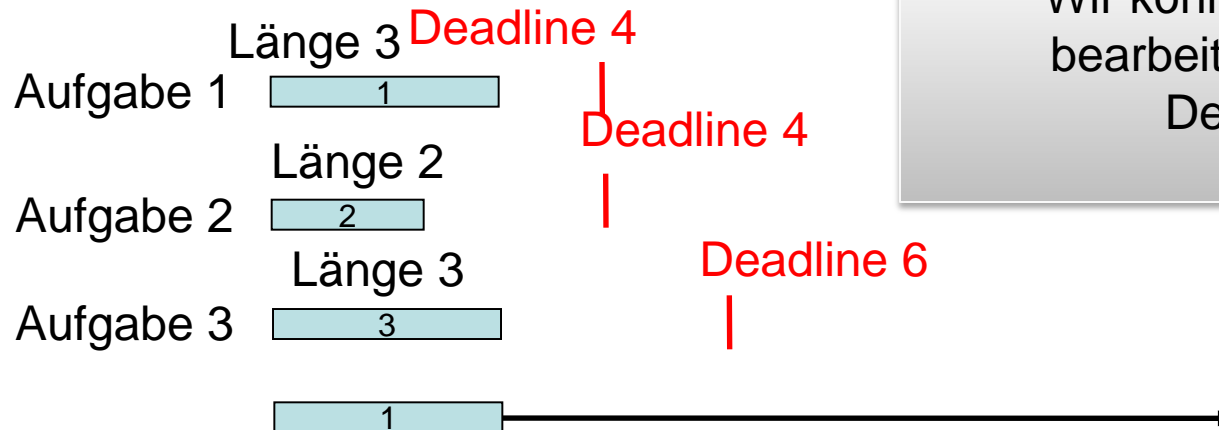 Länge 3 Deadline 4
Aufgabe 1 1
Deadline 4
Länge 2
Aufgabe 2 2
Deadline 6
Länge 3
Aufgabe 3 3
1
Wir
bearbeit
De